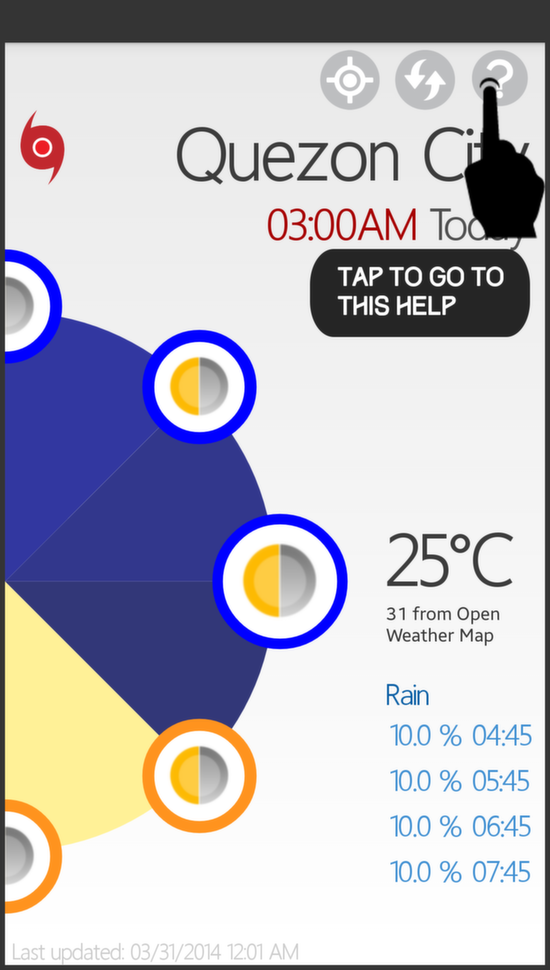 Quezon City
03:00AM Today
TAP TO GO TO
THIS HELP
25°C
31 from Open
Weather Map
Rain
10.0 % 04:45
10.0 % 05:45
10.0 % 06:45
10.0 % 07:45
Last updated: 03/31/2014 12:01 AM